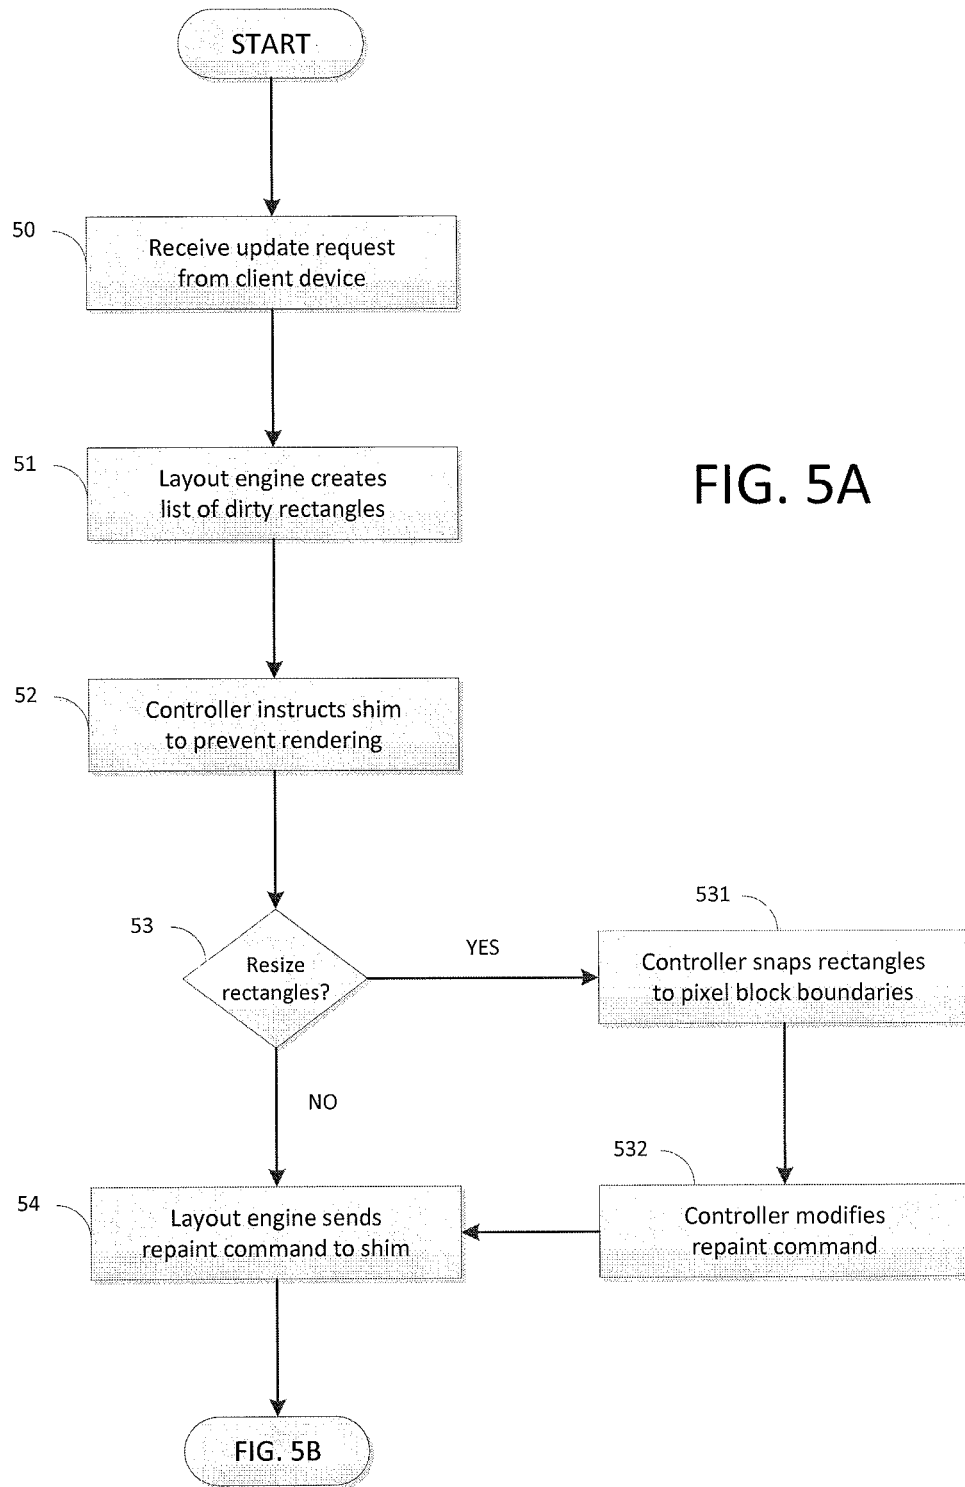 START
50
Receive update request
from client device
51
Layout engine creates
list of dirty rectangles
FIG. 5A
52
Controller instructs shim
to prevent rendering
53
Resize
rectangles?
YES
531
Controller snaps rectangles
to pixel block boundaries
NO
532
Controller modifies
repaint command
54
Layout engine sends
repaint command to shim
FIG. 5B